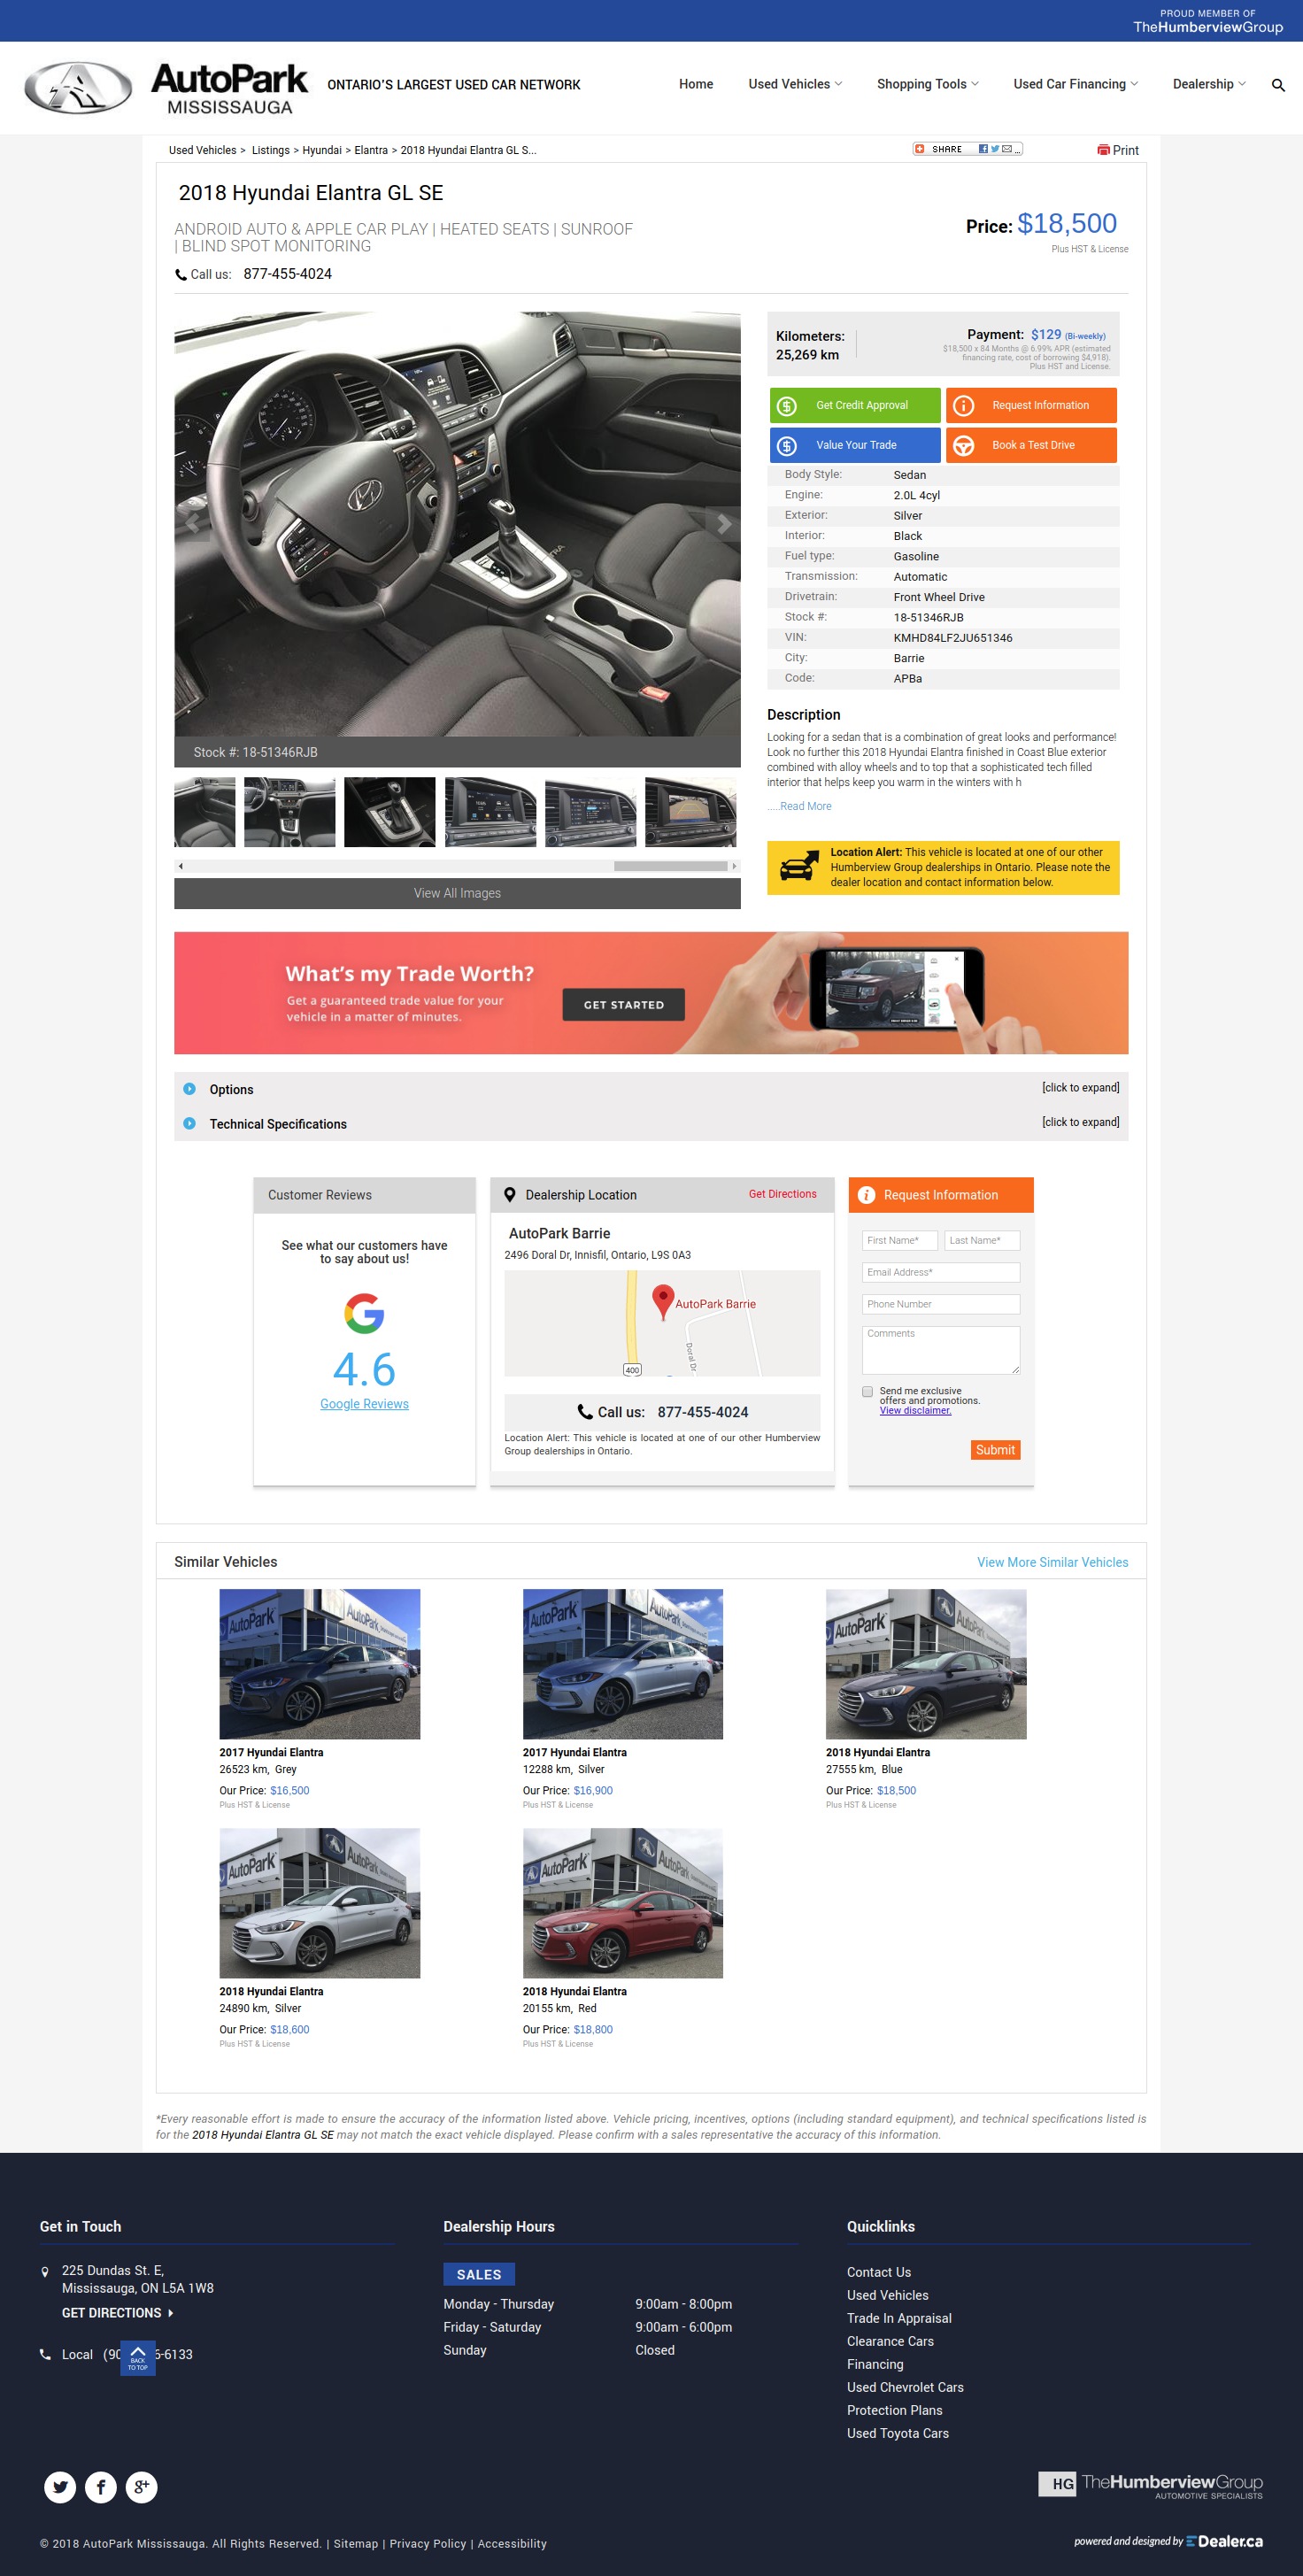 PROUD MEMBER OF
TheHumberviewGroup
AutoPark
MISSISSAUGA
ONTARIO'S LARGEST USED CAR NETWORK
Home
Used Vehicles
Shopping Tools
Used Car Financing
Dealership
Used Vehicles > Listings > Hyundai > Elantra > 2018 Hyundai Elantra GL S...
SHARE
Print
2018 Hyundai Elantra GL SE
ANDROID AUTO & APPLE CAR PLAY | HEATED SEATS | SUNROOF
| BLIND SPOT MONITORING
Price: $18,500
Plus HST & License
Call us: 877-455-4024
Stock #: 18-51346RJB
View All Images
Kilometers:
25,269 km
Payment: $129 (Bi-weekly)
$18,500 x 84 Months @ 6.99% APR (estimated
financing rate, cost of borrowing $4,918).
Plus HST and License.
Get Credit Approval
Request Information
Value Your Trade
Book a Test Drive
Body Style: Sedan
Engine: 2.0L 4cyl
Exterior: Silver
Interior: Black
Fuel type: Gasoline
Transmission: Automatic
Drivetrain: Front Wheel Drive
Stock #: 18-51346RJB
VIN: KMHD84LF2JU651346
City: Barrie
Code: APBa
Description
Looking for a sedan that is a combination of great looks and performance!
Look no further this 2018 Hyundai Elantra finished in Coast Blue exterior
combined with alloy wheels and to top that a sophisticated tech filled
interior that helps keep you warm in the winters with h
.....Read More
Location Alert: This vehicle is located at one of our other
Humberview Group dealerships in Ontario. Please note the
dealer location and contact information below.
What's my Trade Worth?
Get a guaranteed trade value for your
vehicle in a matter of minutes.
GET STARTED
Options
[click to expand]
Technical Specifications
[click to expand]
Customer Reviews
See what our customers have
to say about us!
4.6
Google Reviews
Dealership Location
Get Directions
AutoPark Barrie
2496 Doral Dr, Innisfil, Ontario, L9S 0A3
AutoPark Barrie
Doral Dr
400
Call us: 877-455-4024
Location Alert: This vehicle is located at one of our other Humberview
Group dealerships in Ontario.
Request Information
First Name*
Last Name*
Email Address*
Phone Number
Comments
Send me exclusive
offers and promotions.
View disclaimer.
Submit
Similar Vehicles
View More Similar Vehicles
AutoPark
AutoPark
AutoPark
AutoPark
AutoPark
2017 Hyundai Elantra
26523 km, Grey
Our Price: $16,500
Plus HST & License
2017 Hyundai Elantra
12288 km, Silver
Our Price: $16,900
Plus HST & License
2018 Hyundai Elantra
27555 km, Blue
Our Price: $18,500
Plus HST & License
AutoPark
AutoPark
AutoPark
AutoPark
2018 Hyundai Elantra
24890 km, Silver
Our Price: $18,600
Plus HST & License
2018 Hyundai Elantra
20155 km, Red
Our Price: $18,800
Plus HST & License
*Every reasonable effort is made to ensure the accuracy of the information listed above. Vehicle pricing, incentives, options (including standard equipment), and technical specifications listed is
for the 2018 Hyundai Elantra GL SE may not match the exact vehicle displayed. Please confirm with a sales representative the accuracy of this information.
Get in Touch
225 Dundas St. E,
Mississauga, ON L5A 1W8
GET DIRECTIONS
Local (90
6-6133
BACK
TO TOP
Dealership Hours
SALES
Monday - Thursday 9:00am - 8:00pm
Friday - Saturday 9:00am - 6:00pm
Sunday Closed
Quicklinks
Contact Us
Used Vehicles
Trade In Appraisal
Clearance Cars
Financing
Used Chevrolet Cars
Protection Plans
Used Toyota Cars
HG TheHumberviewGroup
AUTOMOTIVE SPECIALISTS
© 2018 AutoPark Mississauga. All Rights Reserved. | Sitemap | Privacy Policy | Accessibility
powered and designed by EDealer.ca